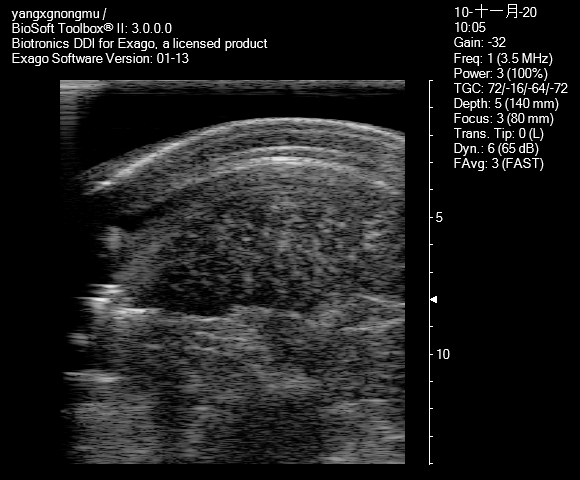 yangxgnongmu /
BioSoft Toolbox® II: 3.0.0.0
Biotronics DDI for Exago, a licensed product
Exago Software Version: 01-13
10-十一月-20
10:05
Gain: -32
Freq: 1 (3.5 MHz)
Power: 3 (100%)
TGC: 72/-16/-64/-72
Depth: 5 (140 mm)
Focus: 3 (80 mm)
Trans. Tip: 0 (L)
Dyn.: 6 (65 dB)
FAvg: 3 (FAST)
5
10